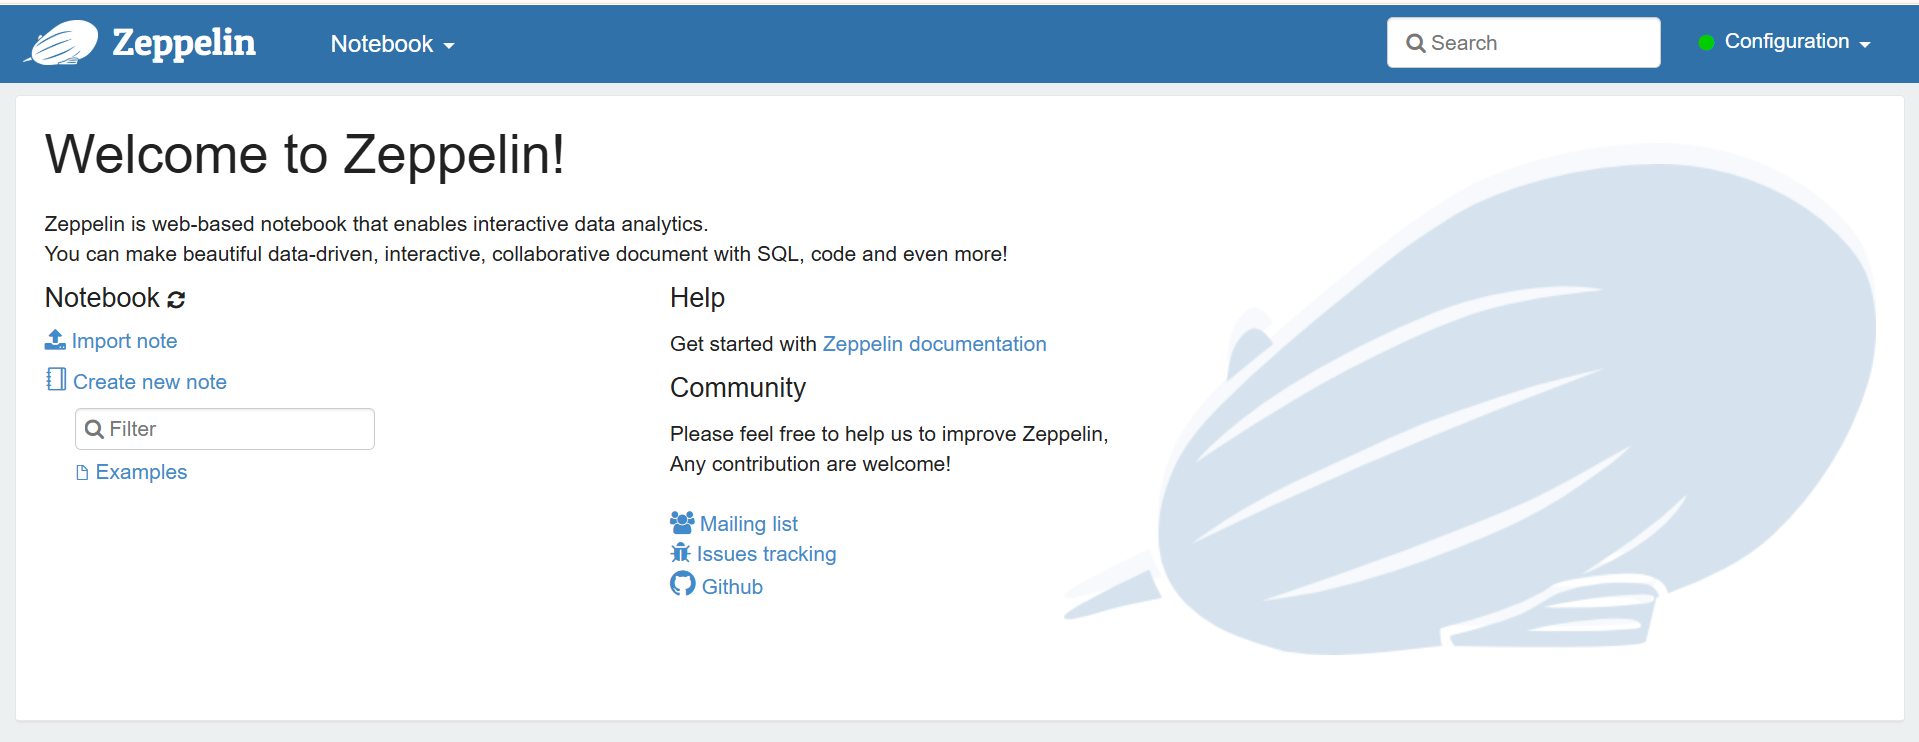 Zeppelin
Notebook
Search
Configuration
Welcome to Zeppelin!
Zeppelin is web-based notebook that enables interactive data analytics.
You can make beautiful data-driven, interactive, collaborative document with SQL, code and even more!
Notebook
Import note
Create new note
Filter
Examples
Help
Get started with Zeppelin documentation
Community
Please feel free to help us to improve Zeppelin,
Any contribution are welcome!
Mailing list
Issues tracking
Github